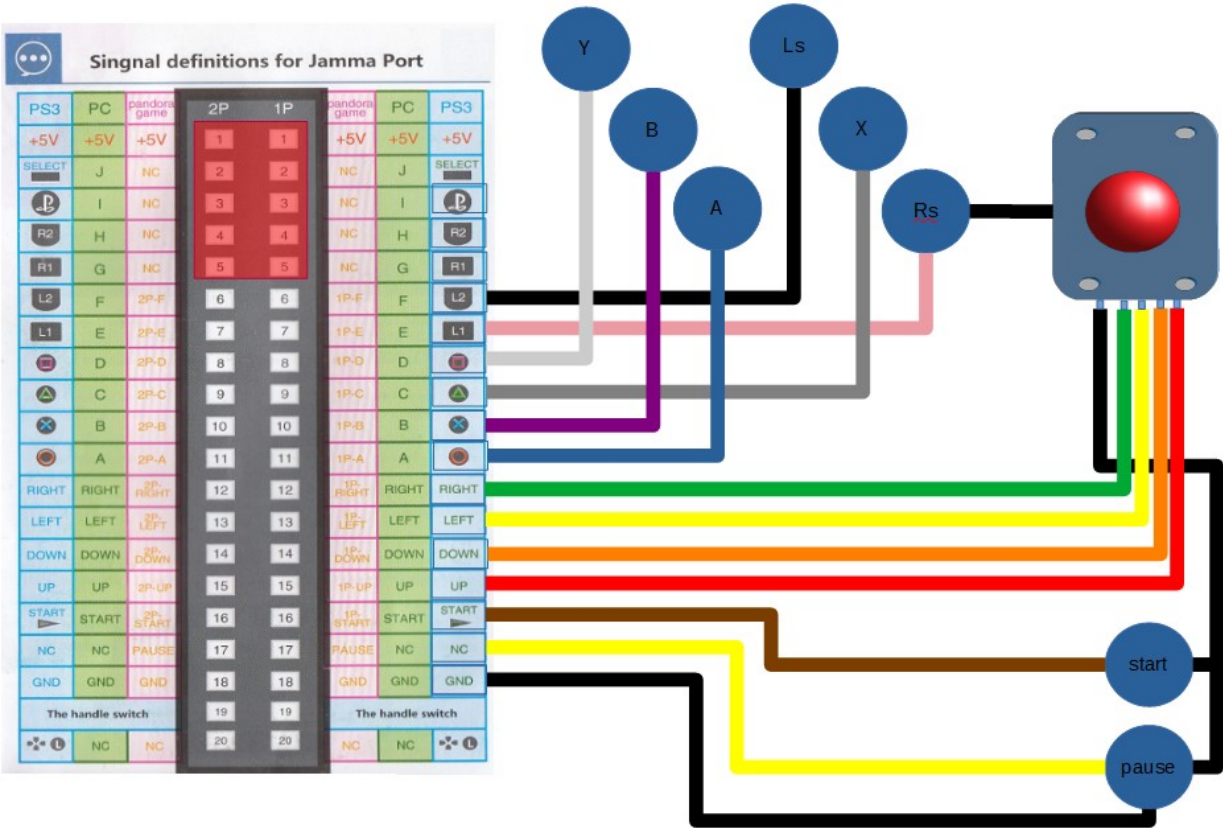 Singnal definitions for Jamma Port
PS3 PC pandora game 2P 1P pandora game PC PS3
+5V +5V +5V 1 1 +5V +5V +5V
SELECT J NC 2 2 NC J SELECT
I NC 3 3 NC I
R2 H NC 4 4 NC H R2
R1 G NC 5 5 NC G R1
L2 F 2P-F 6 6 1P-F F L2
L1 E 2P-E 7 7 1P-E E L1
D 2P-D 8 8 1P-D D
C 2P-C 9 9 1P-C C
B 2P-B 10 10 1P-B B
A 2P-A 11 11 1P-A A
RIGHT RIGHT 2P-RIGHT 12 12 1P-RIGHT RIGHT RIGHT
LEFT LEFT 2P-LEFT 13 13 1P-LEFT LEFT LEFT
DOWN DOWN 2P-DOWN 14 14 1P-DOWN DOWN DOWN
UP UP 2P-UP 15 15 1P-UP UP UP
START START 2P-START 16 16 1P-START START START
NC NC PAUSE 17 17 PAUSE NC NC
GND GND GND 18 18 GND GND GND
The handle switch 19 19 The handle switch
L NC NC 20 20 NC NC L
Y
Ls
B
X
A
Rs
start
pause